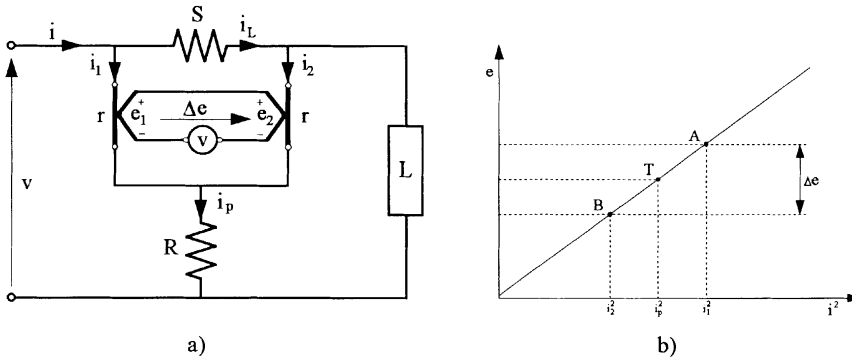 S
i
i_L
i_1
i_2
+ Δe +
r e_1 e_2 r
− v −
v
L
i_p
R
a)
e
A
T
Δe
B
i_2^2 i_p^2 i_1^2 i^2
b)